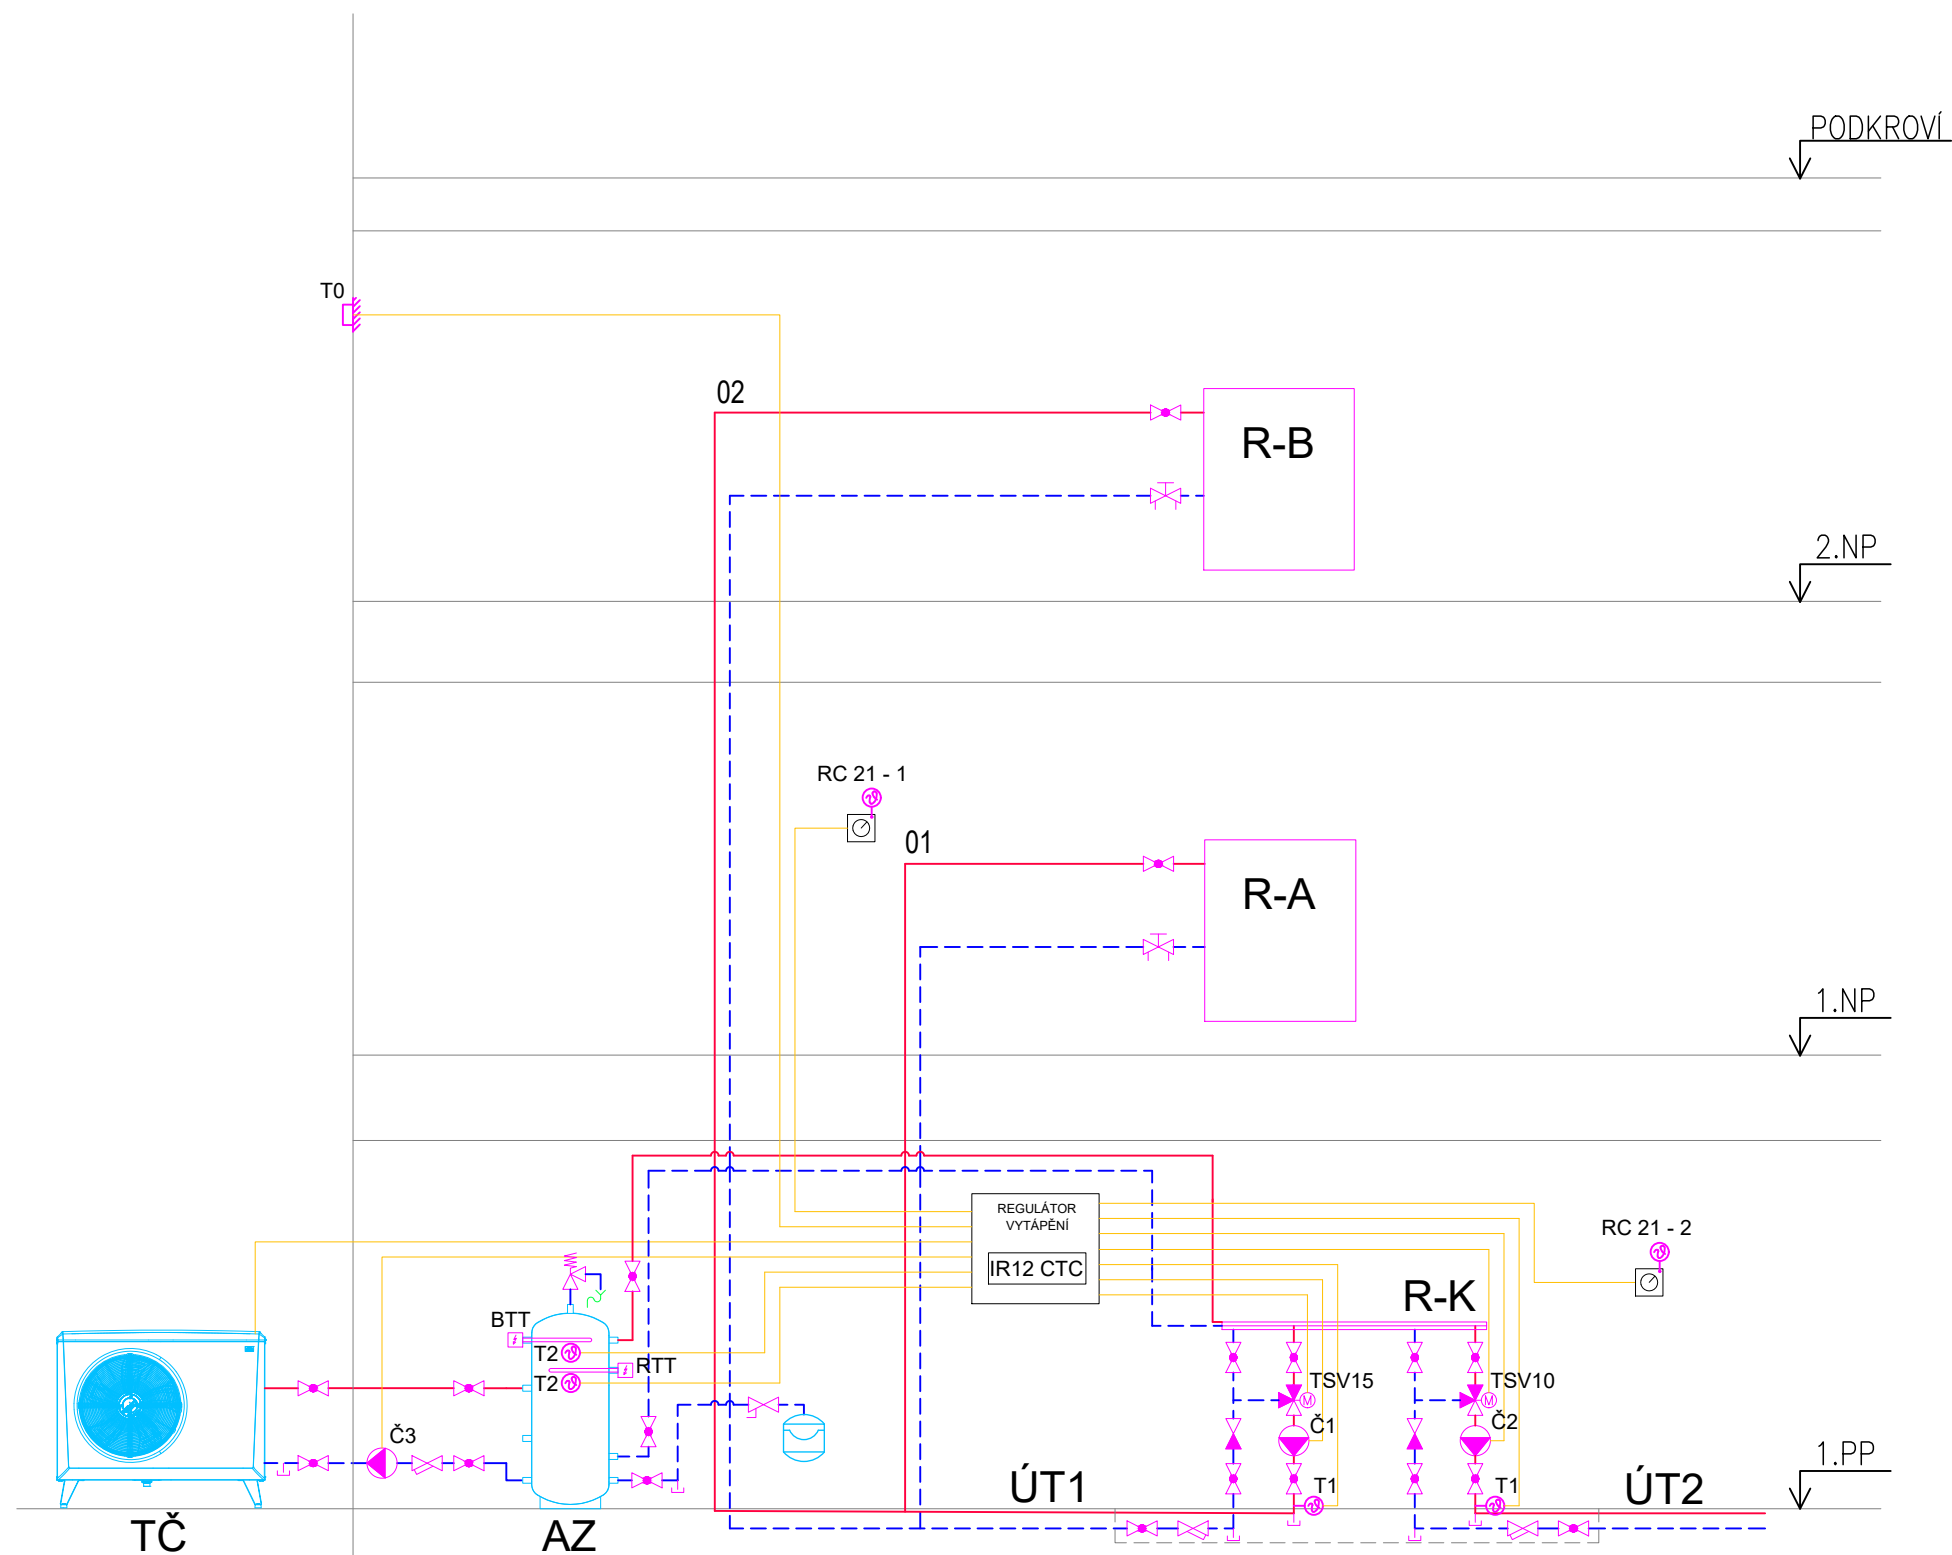 PODKROVÍ
T0
02
R-B
2.NP
RC 21 - 1
01
R-A
1.NP
REGULÁTOR
VYTÁPĚNÍ
IR12 CTC
RC 21 - 2
R-K
BTT
T2
RTT
T2
TSV15
M
TSV10
M
Č1
Č2
Č3
1.PP
ÚT1
T1
T1
ÚT2
TČ
AZ